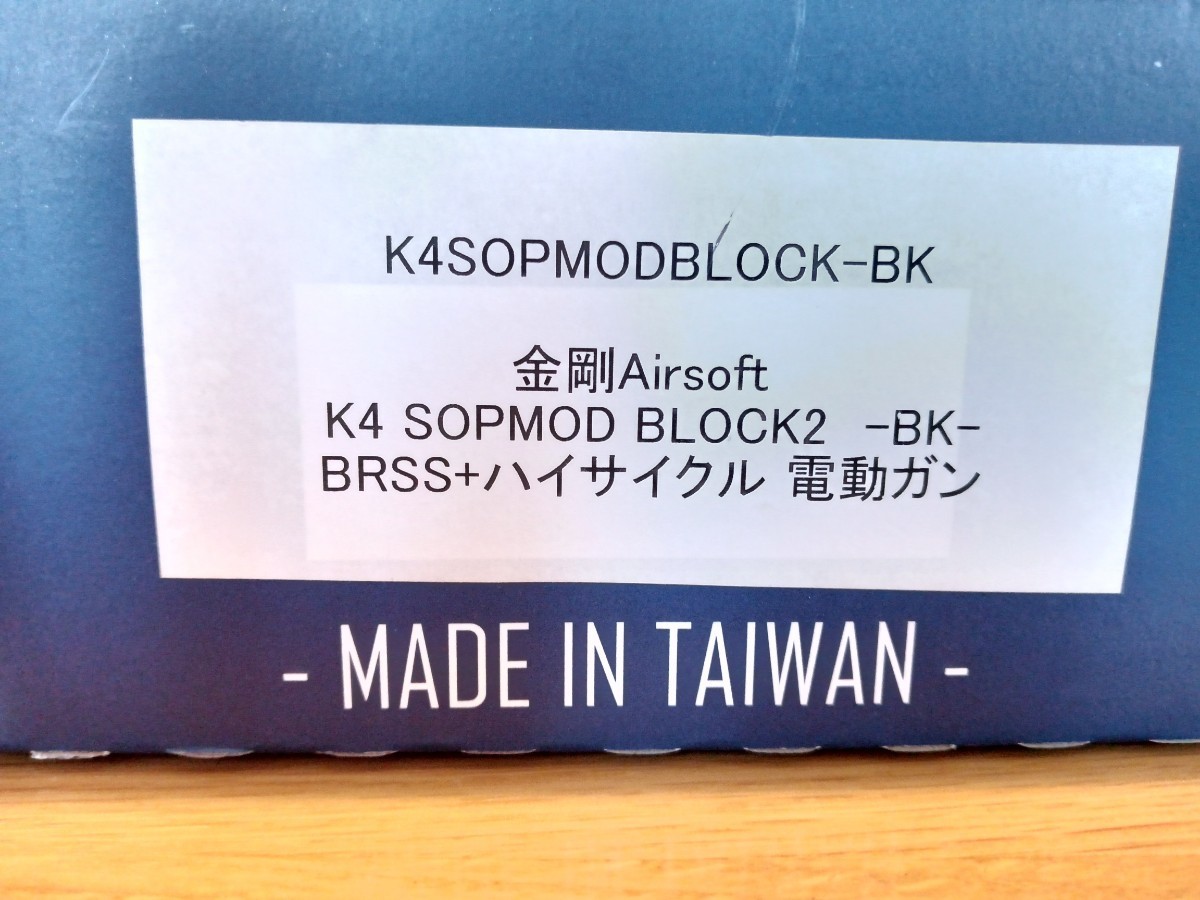 K4SOPMODBLOCK-BK
金剛Airsoft
K4 SOPMOD BLOCK2 -BK-
BRSS+ハイサイクル 電動ガン
- MADE IN TAIWAN -